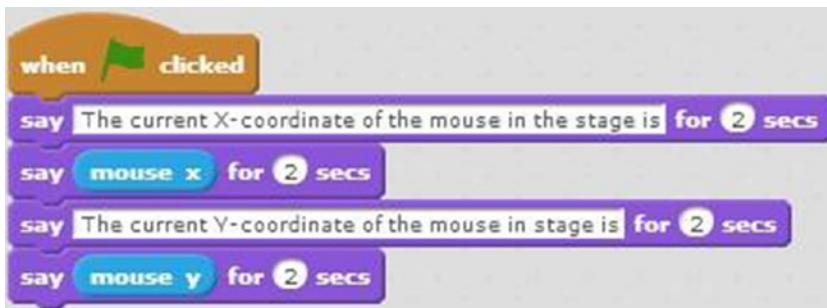 when clicked
say The current X-coordinate of the mouse in the stage is for 2 secs
say mouse x for 2 secs
say The current Y-coordinate of the mouse in stage is for 2 secs
say mouse y for 2 secs